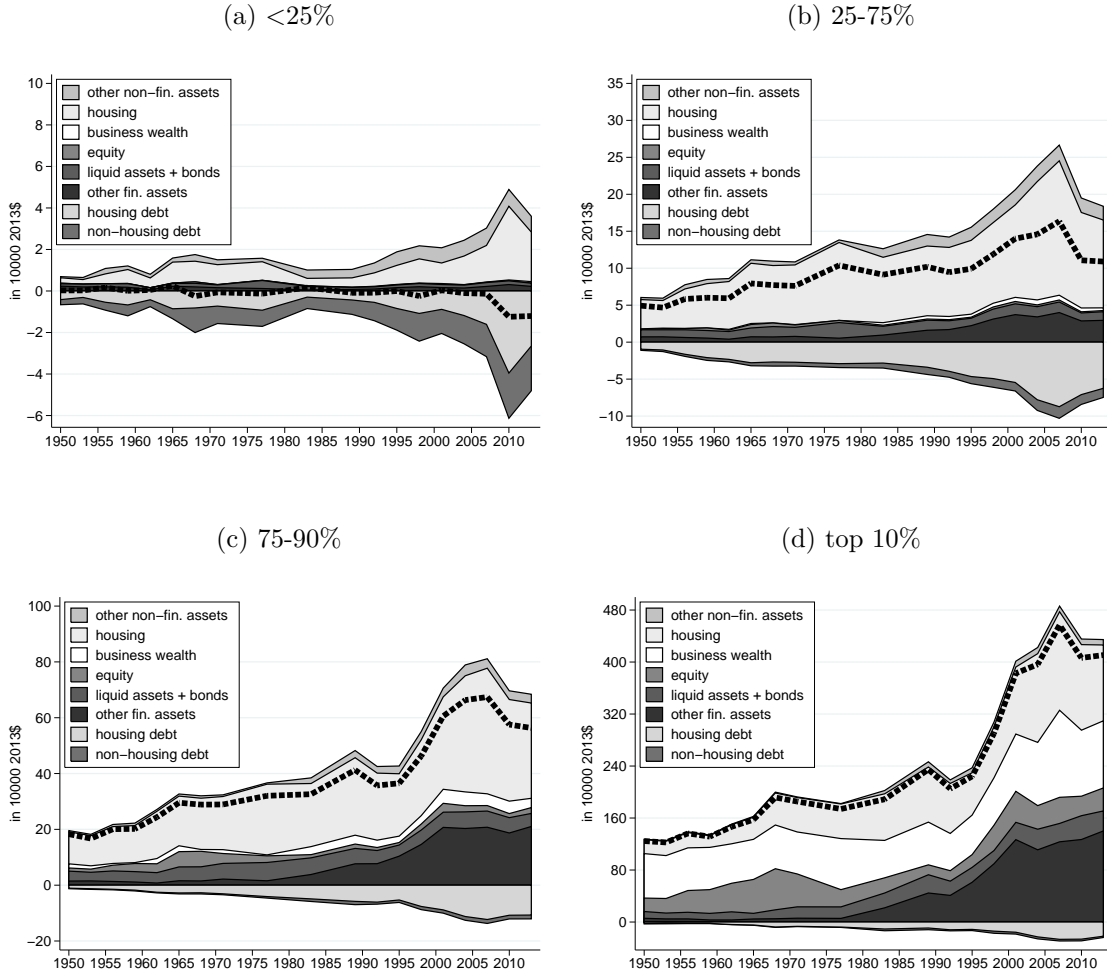 (a) <25%
in 10000 2013$
10
8
6
4
2
0
−2
−4
−6
other non−fin. assets
housing
business wealth
equity
liquid assets + bonds
other fin. assets
housing debt
non−housing debt
1950 1955 1960 1965 1970 1975 1980 1985 1990 1995 2000 2005 2010
(b) 25-75%
in 10000 2013$
35
30
25
20
15
10
5
0
−5
−10
other non−fin. assets
housing
business wealth
equity
liquid assets + bonds
other fin. assets
housing debt
non−housing debt
1950 1955 1960 1965 1970 1975 1980 1985 1990 1995 2000 2005 2010
(c) 75-90%
in 10000 2013$
100
80
60
40
20
0
−20
other non−fin. assets
housing
business wealth
equity
liquid assets + bonds
other fin. assets
housing debt
non−housing debt
1950 1955 1960 1965 1970 1975 1980 1985 1990 1995 2000 2005 2010
(d) top 10%
in 10000 2013$
480
400
320
240
160
80
0
other non−fin. assets
housing
business wealth
equity
liquid assets + bonds
other fin. assets
housing debt
non−housing debt
1950 1955 1960 1965 1970 1975 1980 1985 1990 1995 2000 2005 2010